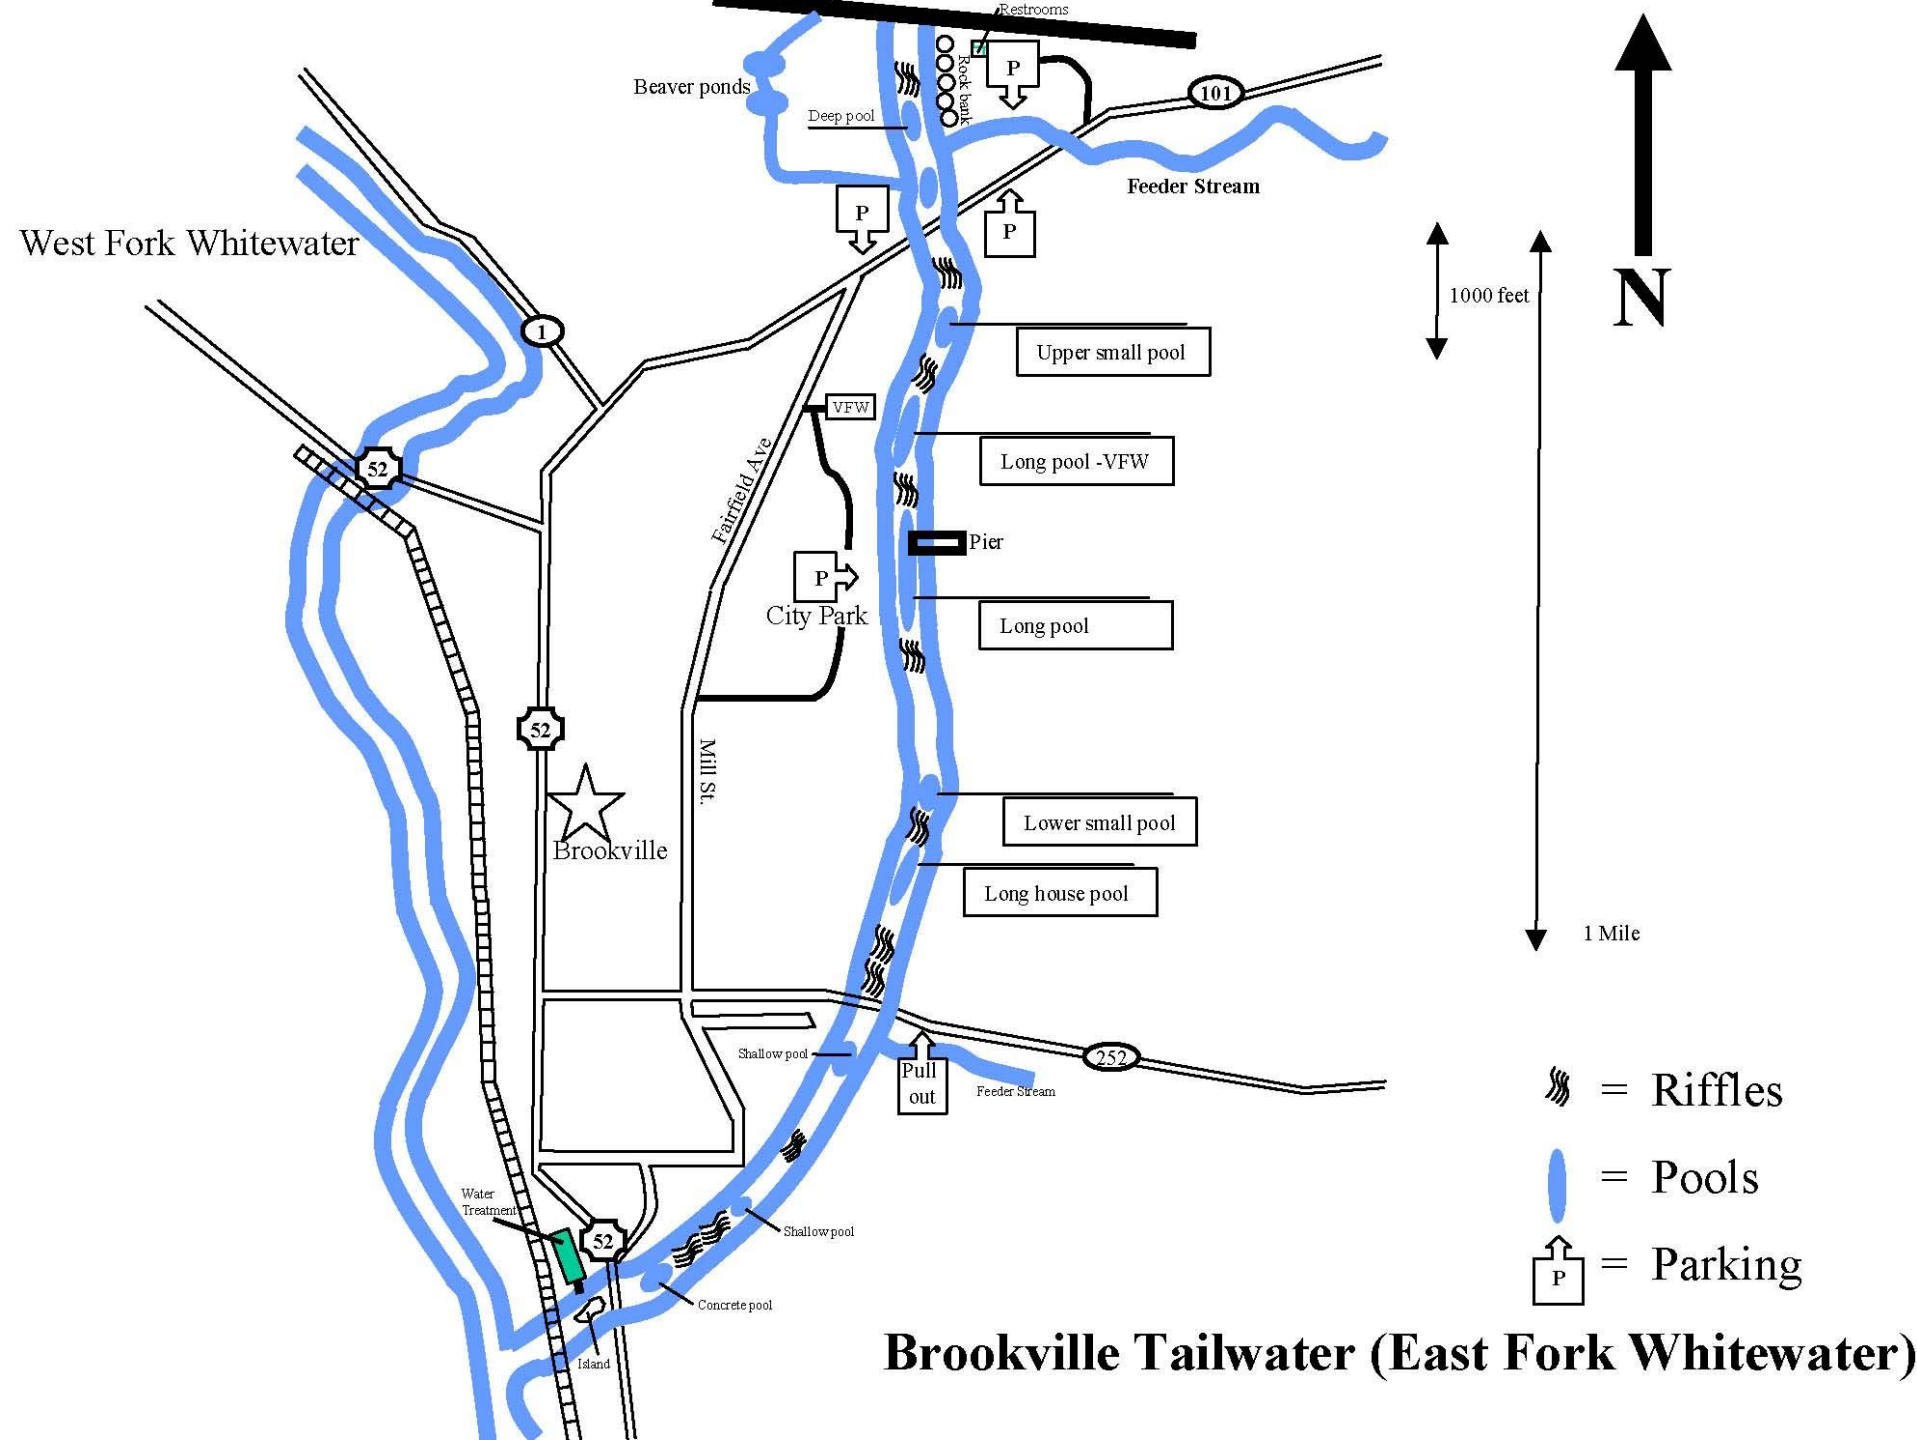 Restrooms
P
Rock bank
101
Beaver ponds
Deep pool
Feeder Stream
P
P
West Fork Whitewater
N
1000 feet
1
Upper small pool
VFW
Fairfield Ave
Long pool -VFW
52
Pier
P
City Park
Long pool
52
Mill St.
Brookville
Lower small pool
Long house pool
1 Mile
Shallow pool
252
Pull
out
Feeder Stream
= Riffles
= Pools
P = Parking
Water
Treatment
52
Shallow pool
Concrete pool
Island
Brookville Tailwater (East Fork Whitewater)